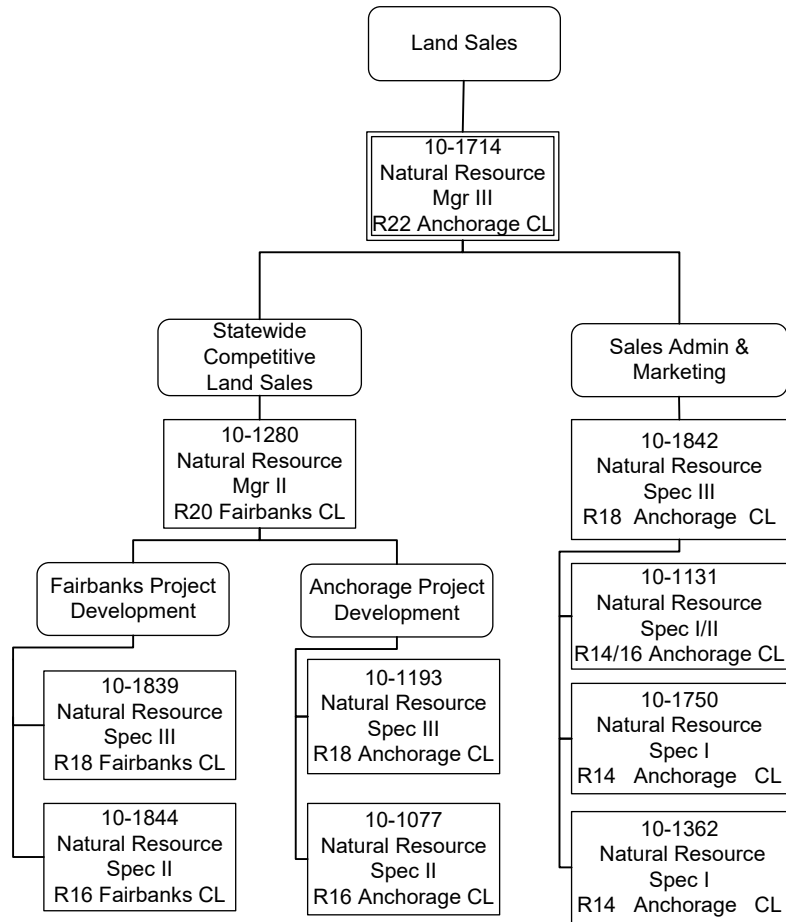 Land Sales
10-1714
Natural Resource
Mgr III
R22 Anchorage CL
Statewide
Competitive
Land Sales
10-1280
Natural Resource
Mgr II
R20 Fairbanks CL
Fairbanks Project
Development
10-1839
Natural Resource
Spec III
R18 Fairbanks CL
10-1844
Natural Resource
Spec II
R16 Fairbanks CL
Anchorage Project
Development
10-1193
Natural Resource
Spec III
R18 Anchorage CL
10-1077
Natural Resource
Spec II
R16 Anchorage CL
Sales Admin &
Marketing
10-1842
Natural Resource
Spec III
R18 Anchorage CL
10-1131
Natural Resource
Spec I/II
R14/16 Anchorage CL
10-1750
Natural Resource
Spec I
R14 Anchorage CL
10-1362
Natural Resource
Spec I
R14 Anchorage CL